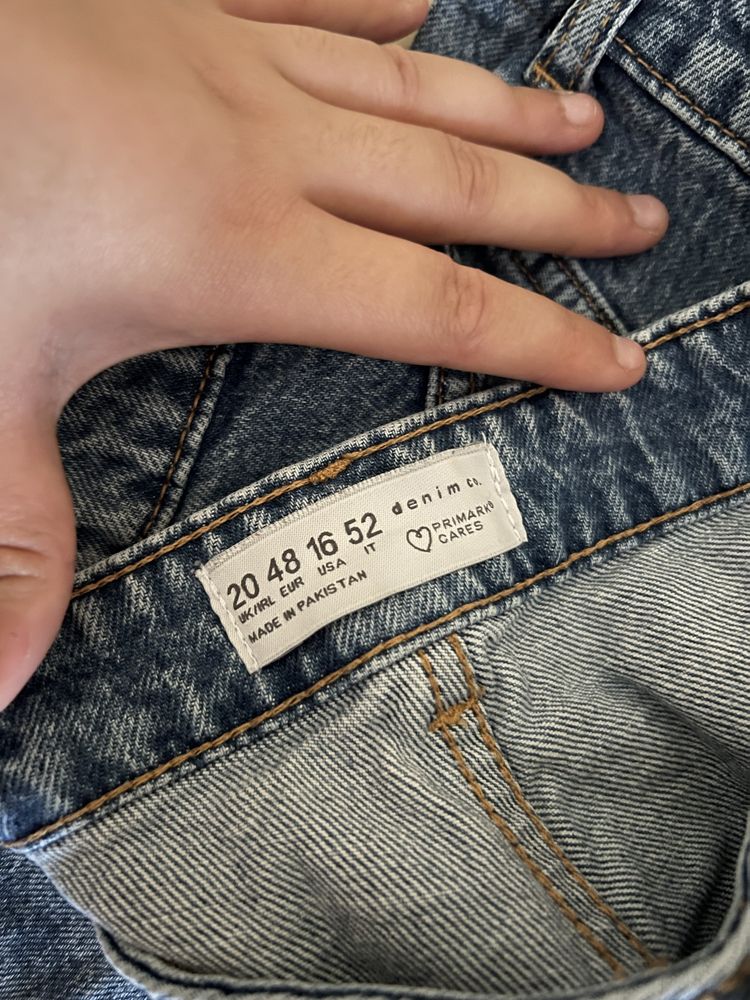 20 48 16 52
UK/IRL EUR USA IT
MADE IN PAKISTAN
denim co.
PRIMARK®
CARES